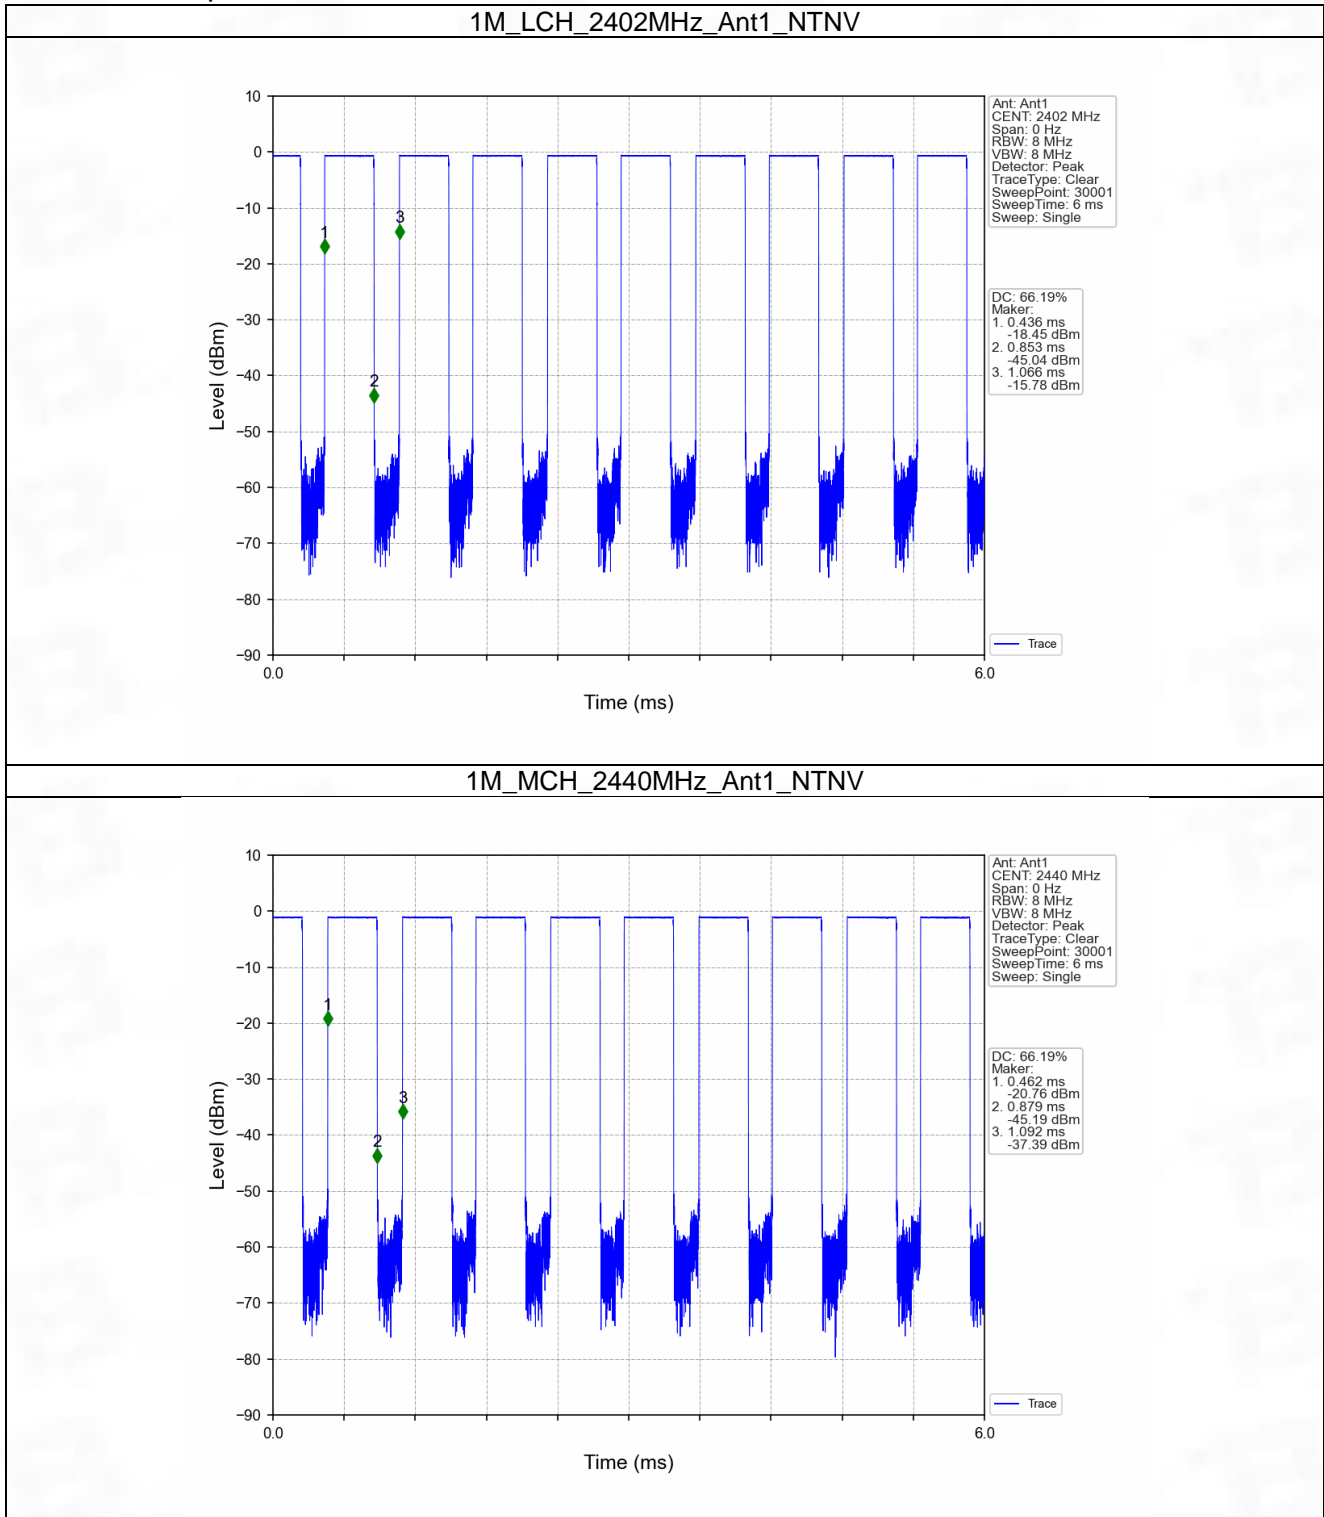 1M_LCH_2402MHz_Ant1_NTNV
10
0
−10
−20
−30
−40
−50
−60
−70
−80
−90
Level (dBm)
1
2
3
0.0
6.0
Time (ms)
Ant: Ant1
CENT: 2402 MHz
Span: 0 Hz
RBW: 8 MHz
VBW: 8 MHz
Detector: Peak
TraceType: Clear
SweepPoint: 30001
SweepTime: 6 ms
Sweep: Single
DC: 66.19%
Maker:
1. 0.436 ms
-18.45 dBm
2. 0.853 ms
-45.04 dBm
3. 1.066 ms
-15.78 dBm
Trace
1M_MCH_2440MHz_Ant1_NTNV
10
0
−10
−20
−30
−40
−50
−60
−70
−80
−90
Level (dBm)
1
2
3
0.0
6.0
Time (ms)
Ant: Ant1
CENT: 2440 MHz
Span: 0 Hz
RBW: 8 MHz
VBW: 8 MHz
Detector: Peak
TraceType: Clear
SweepPoint: 30001
SweepTime: 6 ms
Sweep: Single
DC: 66.19%
Maker:
1. 0.462 ms
-20.76 dBm
2. 0.879 ms
-45.19 dBm
3. 1.092 ms
-37.39 dBm
Trace